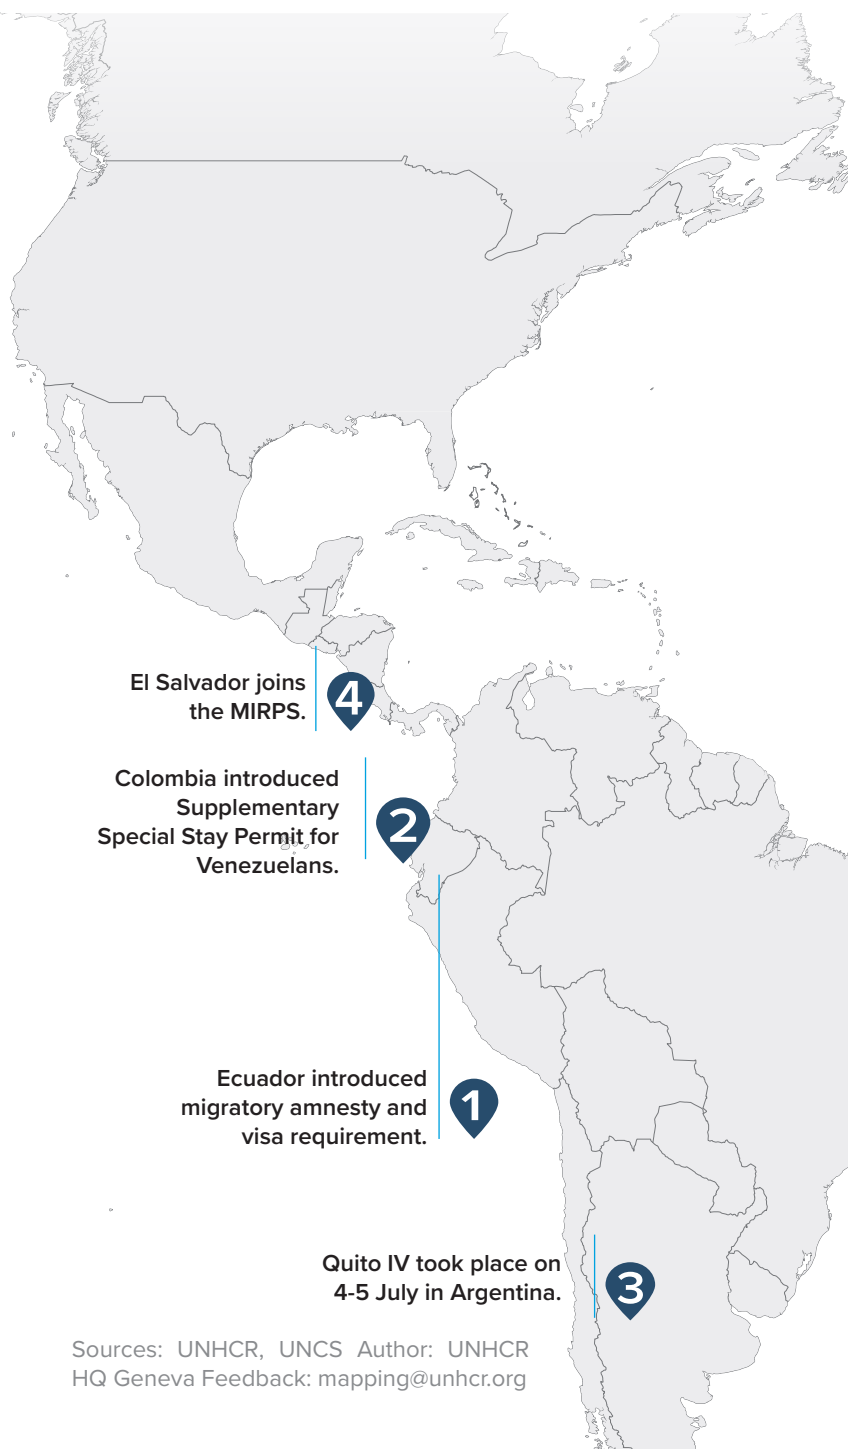 El Salvador joins
the MIRPS.
4
Colombia introduced
Supplementary
Special Stay Permit for
Venezuelans.
2
Ecuador introduced
migratory amnesty and
visa requirement.
1
Quito IV took place on
4-5 July in Argentina.
3
Sources: UNHCR, UNCS Author: UNHCR
HQ Geneva Feedback: mapping@unhcr.org